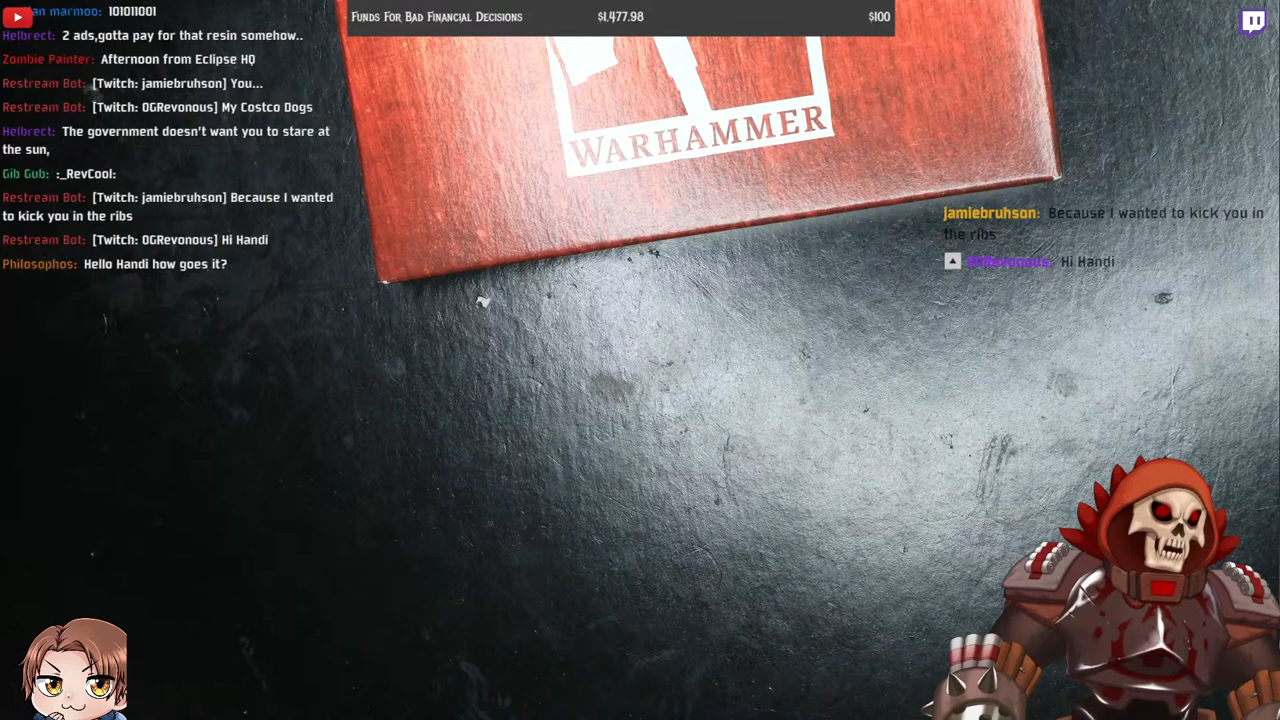 marmoo: 101011001
Helbrect: 2 ads,gotta pay for that resin somehow..
Zombie Painter: Afternoon from Eclipse HQ
Restream Bot: [Twitch: jamiebruhson] You...
Restream Bot: [Twitch: OGRevonous] My Costco Dogs
Helbrect: The government doesn't want you to stare at
the sun,
Gib Gub: :_RevCool:
Restream Bot: [Twitch: jamiebruhson] Because I wanted
to kick you in the ribs
Restream Bot: [Twitch: OGRevonous] Hi Handi
Philosophos: Hello Handi how goes it?
Funds For Bad Financial Decisions $1,477.98 $100
WARHAMMER
jamiebruhson: Because I wanted to kick you in
the ribs
OGRevonous: Hi Handi